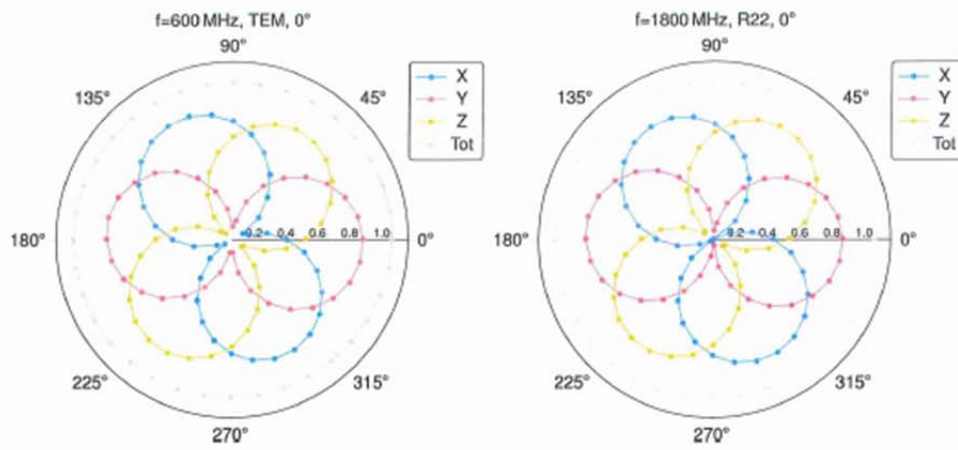 f=600 MHz, TEM, 0°
90°
135°
45°
X
Y
Z
Tot
180°
0.2 0.4 0.6 0.8 1.0
0°
225°
315°
270°
f=1800 MHz, R22, 0°
90°
135°
45°
X
Y
Z
Tot
180°
0.2 0.4 0.6 0.8 1.0
0°
225°
315°
270°